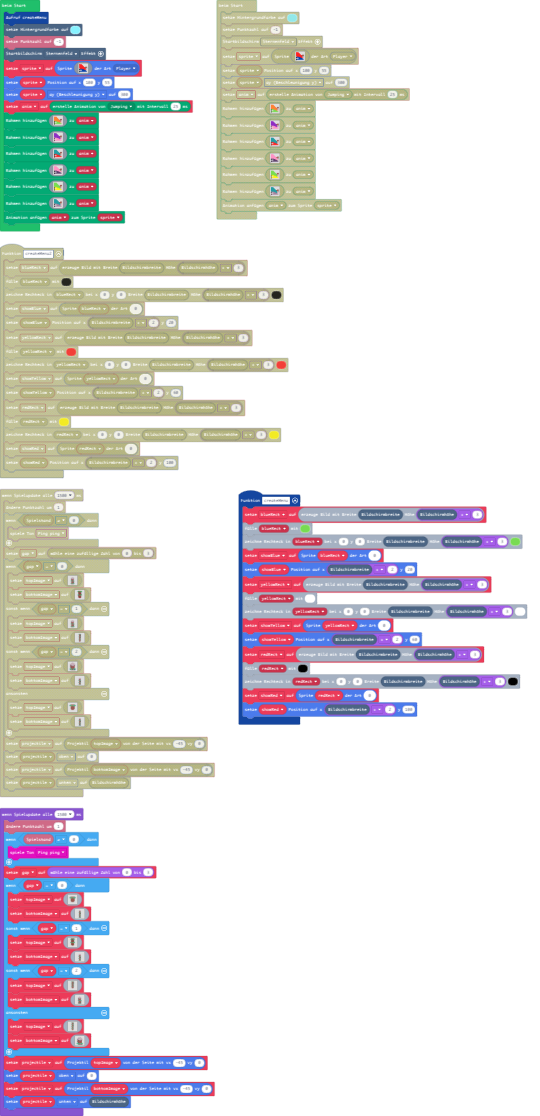 beim Start
Aufruf createMenu
setze Hintergrundfarbe auf
setze Punktzahl auf -1
Startbildschirm Sternenfeld Effekt
setze sprite auf Sprite der Art Player
setze sprite Position auf x 100 y
setze sprite ay (Beschleunigung y) auf 300
setze anim auf erstelle Animation von Jumping mit Intervall 25 ms
Rahmen hinzufügen zu anim
Rahmen hinzufügen zu anim
Rahmen hinzufügen zu anim
Rahmen hinzufügen zu anim
Rahmen hinzufügen zu anim
Rahmen hinzufügen zu anim
Animation anfügen anim zum Sprite sprite
beim Start
setze Hintergrundfarbe auf
setze Punktzahl auf -1
Startbildschirm Sternenfeld Effekt
setze sprite auf Sprite der Art Player
setze sprite Position auf x 100 y
setze sprite ay (Beschleunigung y) auf 300
setze anim auf erstelle Animation von Jumping mit Intervall 25 ms
Rahmen hinzufügen zu anim
Rahmen hinzufügen zu anim
Rahmen hinzufügen zu anim
Rahmen hinzufügen zu anim
Rahmen hinzufügen zu anim
Rahmen hinzufügen zu anim
Animation anfügen anim zum Sprite sprite
Funktion createMenu2
setze blueRect auf erzeuge Bild mit Breite Bildschirmbreite Höhe Bildschirmhöhe ÷ 3
fülle blueRect mit
zeichne Rechteck in blueRect bei x 0 y 0 Breite Bildschirmbreite Höhe Bildschirmhöhe ÷ 3
setze showBlue auf Sprite blueRect der Art 0
setze showBlue Position auf x Bildschirmbreite ÷ 2 y 20
setze yellowRect auf erzeuge Bild mit Breite Bildschirmbreite Höhe Bildschirmhöhe ÷ 3
fülle yellowRect mit
zeichne Rechteck in yellowRect bei x 0 y 0 Breite Bildschirmbreite Höhe Bildschirmhöhe ÷ 3
setze showYellow auf Sprite yellowRect der Art 0
setze showYellow Position auf x Bildschirmbreite ÷ 2 y 60
setze redRect auf erzeuge Bild mit Breite Bildschirmbreite Höhe Bildschirmhöhe ÷ 3
fülle redRect mit
zeichne Rechteck in redRect bei x 0 y 0 Breite Bildschirmbreite Höhe Bildschirmhöhe ÷ 3
setze showRed auf Sprite redRect der Art 0
setze showRed Position auf x Bildschirmbreite ÷ 2 y 100
wenn Spielupdate alle 1500 ms
ändere Punktzahl um 1
wenn Spielsound = 0 dann
spiele Ton Ping ping
setze gap auf wähle eine zufällige Zahl von 0 bis 3
wenn gap = 0 dann
setze topImage auf
setze bottomImage auf
sonst wenn gap = 1 dann
setze topImage auf
setze bottomImage auf
sonst wenn gap = 2 dann
setze topImage auf
setze bottomImage auf
ansonsten
setze topImage auf
setze bottomImage auf
setze projectile auf Projektil topImage von der Seite mit vx -45 vy 0
setze projectile oben auf 0
setze projectile auf Projektil bottomImage von der Seite mit vx -45 vy 0
setze projectile unten auf Bildschirmhöhe
Funktion createMenu
setze blueRect auf erzeuge Bild mit Breite Bildschirmbreite Höhe Bildschirmhöhe ÷ 3
fülle blueRect mit
zeichne Rechteck in blueRect bei x 0 y 0 Breite Bildschirmbreite Höhe Bildschirmhöhe ÷ 3
setze showBlue auf Sprite blueRect der Art 0
setze showBlue Position auf x Bildschirmbreite ÷ 2 y 20
setze yellowRect auf erzeuge Bild mit Breite Bildschirmbreite Höhe Bildschirmhöhe ÷ 3
fülle yellowRect mit
zeichne Rechteck in yellowRect bei x 0 y 0 Breite Bildschirmbreite Höhe Bildschirmhöhe ÷ 3
setze showYellow auf Sprite yellowRect der Art 0
setze showYellow Position auf x Bildschirmbreite ÷ 2 y 60
setze redRect auf erzeuge Bild mit Breite Bildschirmbreite Höhe Bildschirmhöhe ÷ 3
fülle redRect mit
zeichne Rechteck in redRect bei x 0 y 0 Breite Bildschirmbreite Höhe Bildschirmhöhe ÷ 3
setze showRed auf Sprite redRect der Art 0
setze showRed Position auf x Bildschirmbreite ÷ 2 y 100
wenn Spielupdate alle 1500 ms
ändere Punktzahl um 1
wenn Spielsound = 0 dann
spiele Ton Ping ping
setze gap auf wähle eine zufällige Zahl von 0 bis 3
wenn gap = 0 dann
setze topImage auf
setze bottomImage auf
sonst wenn gap = 1 dann
setze topImage auf
setze bottomImage auf
sonst wenn gap = 2 dann
setze topImage auf
setze bottomImage auf
ansonsten
setze topImage auf
setze bottomImage auf
setze projectile auf Projektil topImage von der Seite mit vx -45 vy 0
setze projectile oben auf 0
setze projectile auf Projektil bottomImage von der Seite mit vx -45 vy 0
setze projectile unten auf Bildschirmhöhe